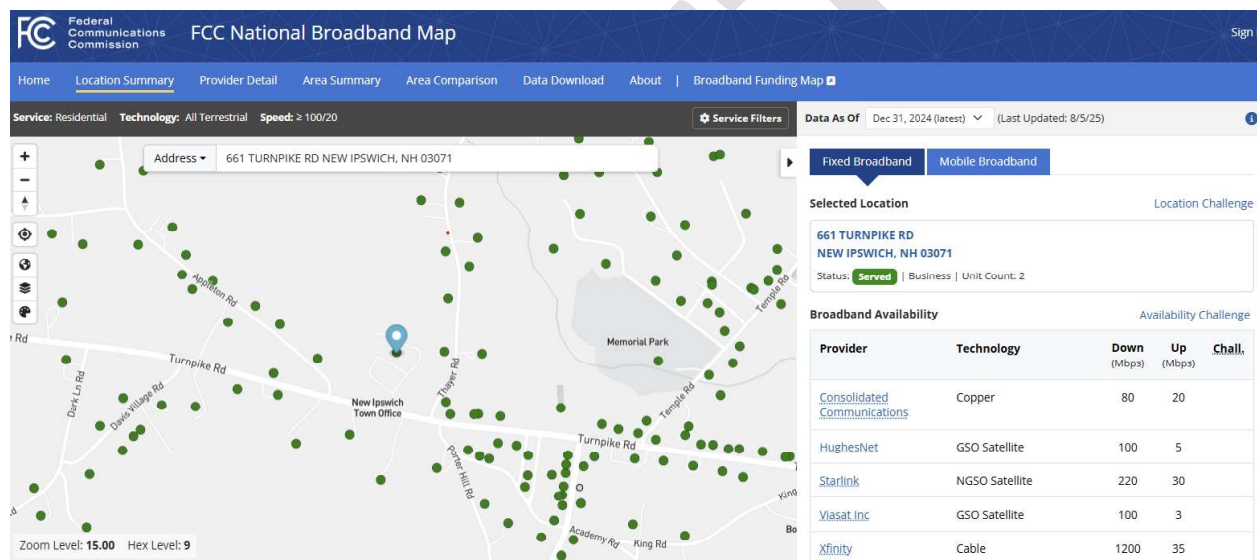 Federal
Communications
Commission
FCC National Broadband Map
Sign
Home Location Summary Provider Detail Area Summary Area Comparison Data Download About | Broadband Funding Map
Service: Residential Technology: All Terrestrial Speed: ≥ 100/20
Service Filters
Data As Of Dec 31, 2024 (latest) (Last Updated: 8/5/25)
Address 661 TURNPIKE RD NEW IPSWICH, NH 03071
Fixed Broadband Mobile Broadband
Selected Location Location Challenge
661 TURNPIKE RD
NEW IPSWICH, NH 03071
Status: Served | Business | Unit Count: 2
Broadband Availability Availability Challenge
Provider Technology Down Up Chall.
(Mbps) (Mbps)
Consolidated
Communications
Copper 80 20
HughesNet GSO Satellite 100 5
Starlink NGSO Satellite 220 30
Viasat Inc GSO Satellite 100 3
Xfinity Cable 1200 35
Appleton Rd
Temple Rd
Rd
Memorial Park
Turnpike Rd
Thayer Rd
Dark Ln Rd
Davis Village Rd
New Ipswich
Town Office
Temple Rd
Turnpike Rd
Porter Hill Rd
King
Academy Rd
King Rd
Bo
Zoom Level: 15.00 Hex Level: 9